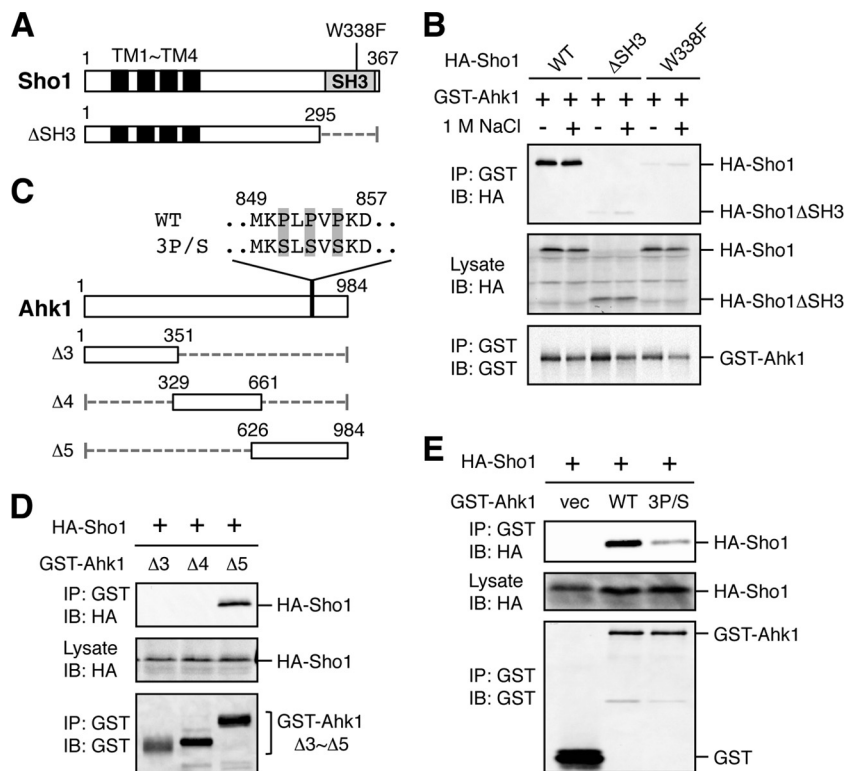 A
W338F
1 TM1~TM4 367
Sho1 SH3
1 295
ΔSH3
B
HA-Sho1 WT ΔSH3 W338F
GST-Ahk1 + + + + + +
1 M NaCl - + - + - +
IP: GST
IB: HA
HA-Sho1
HA-Sho1ΔSH3
Lysate
IB: HA
HA-Sho1
HA-Sho1ΔSH3
IP: GST
IB: GST
GST-Ahk1
C
849 857
WT ..MKPLPVPKD..
3P/S ..MKSLSVSKD..
984
Ahk1
1 351
Δ3
329 661
Δ4
626 984
Δ5
D
HA-Sho1 + + +
GST-Ahk1 Δ3 Δ4 Δ5
IP: GST
IB: HA
HA-Sho1
Lysate
IB: HA
HA-Sho1
IP: GST
IB: GST
GST-Ahk1
Δ3~Δ5
E
HA-Sho1 + + +
GST-Ahk1 vec WT 3P/S
IP: GST
IB: HA
HA-Sho1
Lysate
IB: HA
HA-Sho1
GST-Ahk1
IP: GST
IB: GST
GST